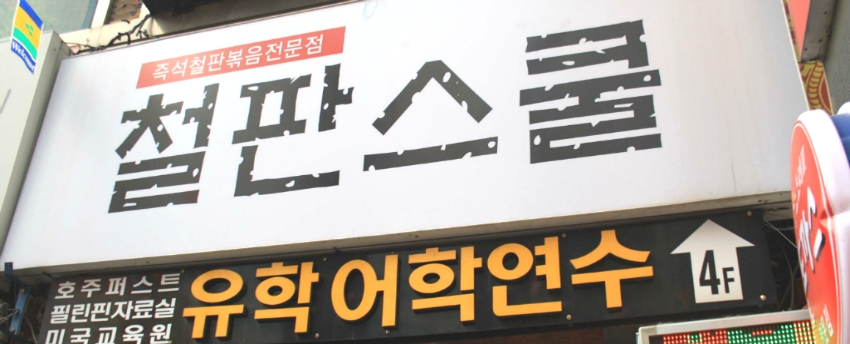 Welcome!
즉석철판볶음전문점
철판스쿨
호주퍼스트
필린핀자료실
미국교육원
유학 어학연수
4F